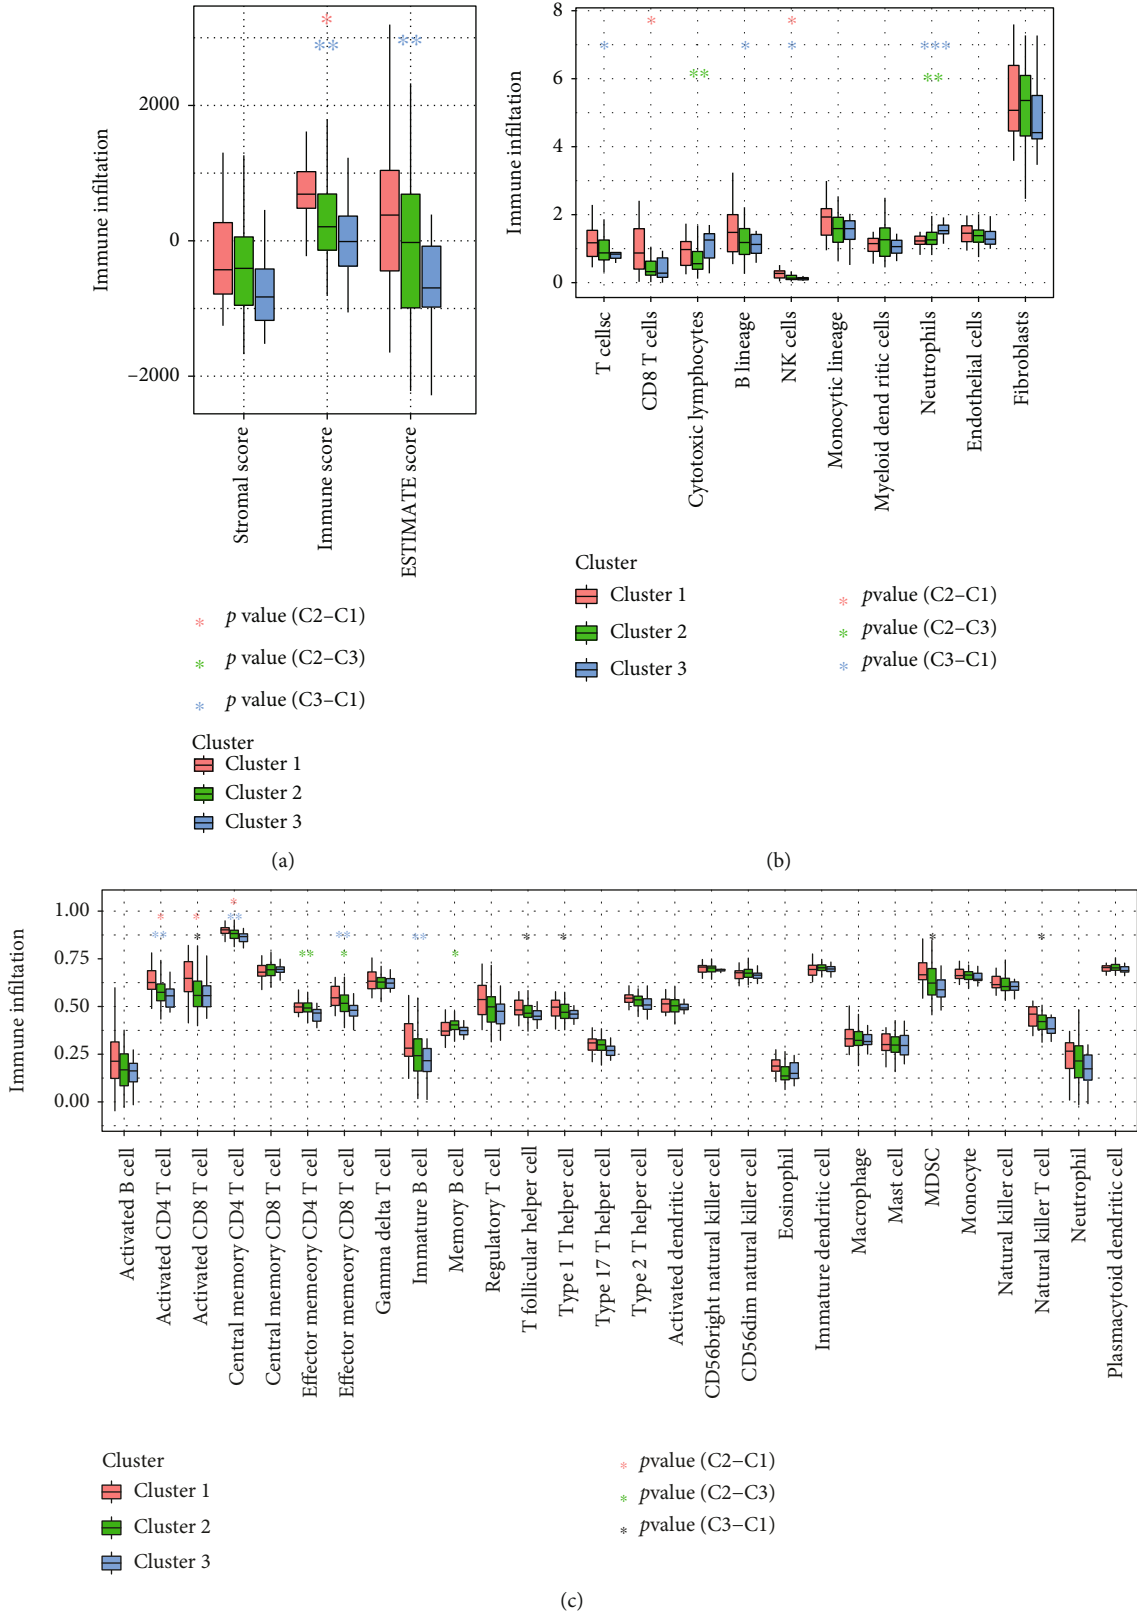 Immune infiltation
2000
0
−2000
* 
**
**
Stromal score
Immune score
ESTIMATE score
* p value (C2−C1)
* p value (C2−C3)
* p value (C3−C1)
Cluster
Cluster 1
Cluster 2
Cluster 3
(a)
Immune infiltation
8
6
4
2
0
* * *
* * * ***
** **
T cellsc
CD8 T cells
Cytotoxic lymphocytes
B lineage
NK cells
Monocytic lineage
Myeloid dend ritic cells
Neutrophils
Endothelial cells
Fibroblasts
Cluster
Cluster 1
Cluster 2
Cluster 3
* pvalue (C2−C1)
* pvalue (C2−C3)
* pvalue (C3−C1)
(b)
Immune infiltation
1.00
0.75
0.50
0.25
0.00
*
* * **
** * ** ** * * * *
** * *
Activated B cell
Activated CD4 T cell
Activated CD8 T cell
Central memory CD4 T cell
Central memory CD8 T cell
Effector memeory CD4 T cell
Effector memeory CD8 T cell
Gamma delta T cell
Immature B cell
Memory B cell
Regulatory T cell
T follicular helper cell
Type 1 T helper cell
Type 17 T helper cell
Type 2 T helper cell
Activated dendritic cell
CD56bright natural killer cell
CD56dim natural killer cell
Eosinophil
Immature dendritic cell
Macrophage
Mast cell
MDSC
Monocyte
Natural killer cell
Natural killer T cell
Neutrophil
Plasmacytoid dendritic cell
Cluster
Cluster 1
Cluster 2
Cluster 3
* pvalue (C2−C1)
* pvalue (C2−C3)
* pvalue (C3−C1)
(c)